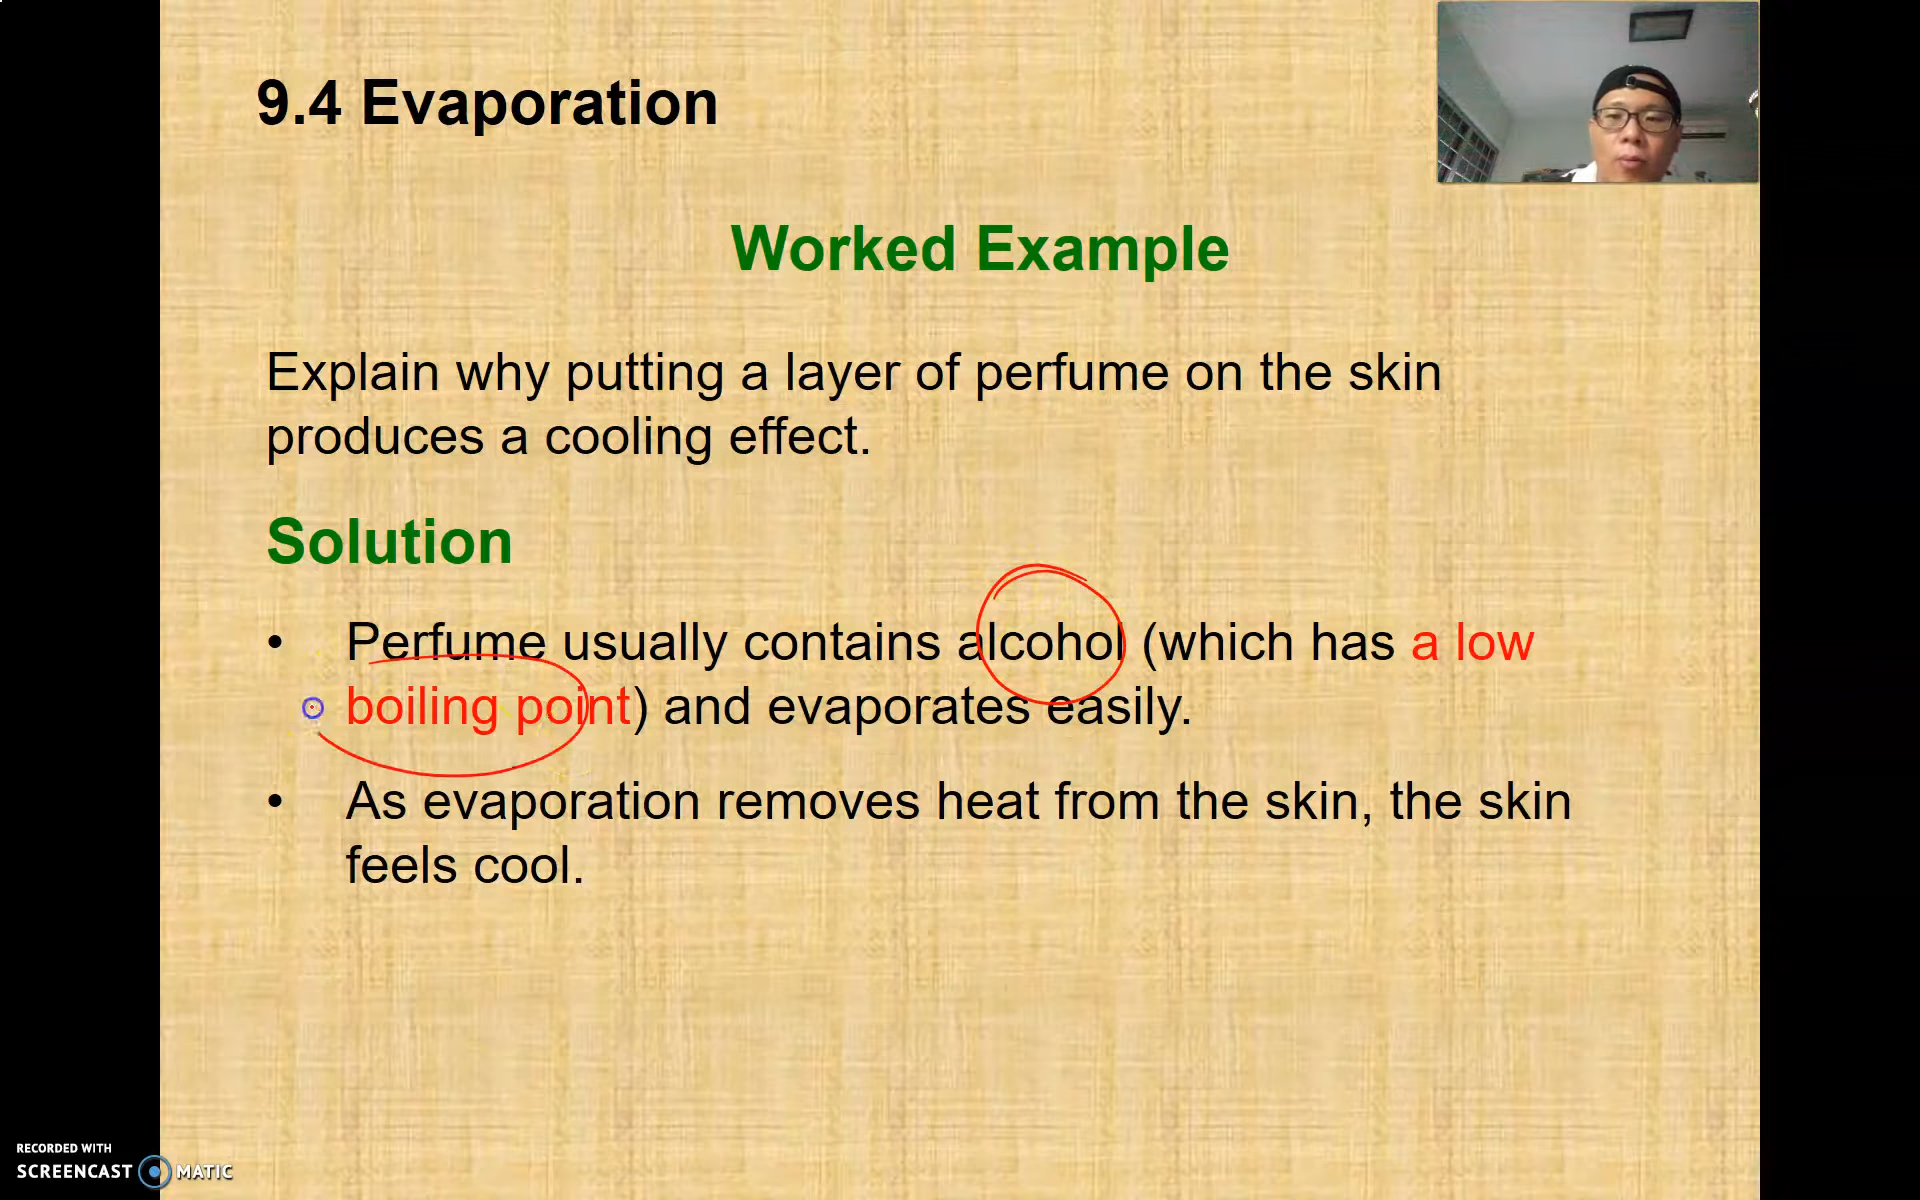 9.4 Evaporation
Worked Example
Explain why putting a layer of perfume on the skin
produces a cooling effect.
Solution
• Perfume usually contains alcohol (which has a low
boiling point) and evaporates easily.
• As evaporation removes heat from the skin, the skin
feels cool.
RECORDED WITH
SCREENCAST MATIC